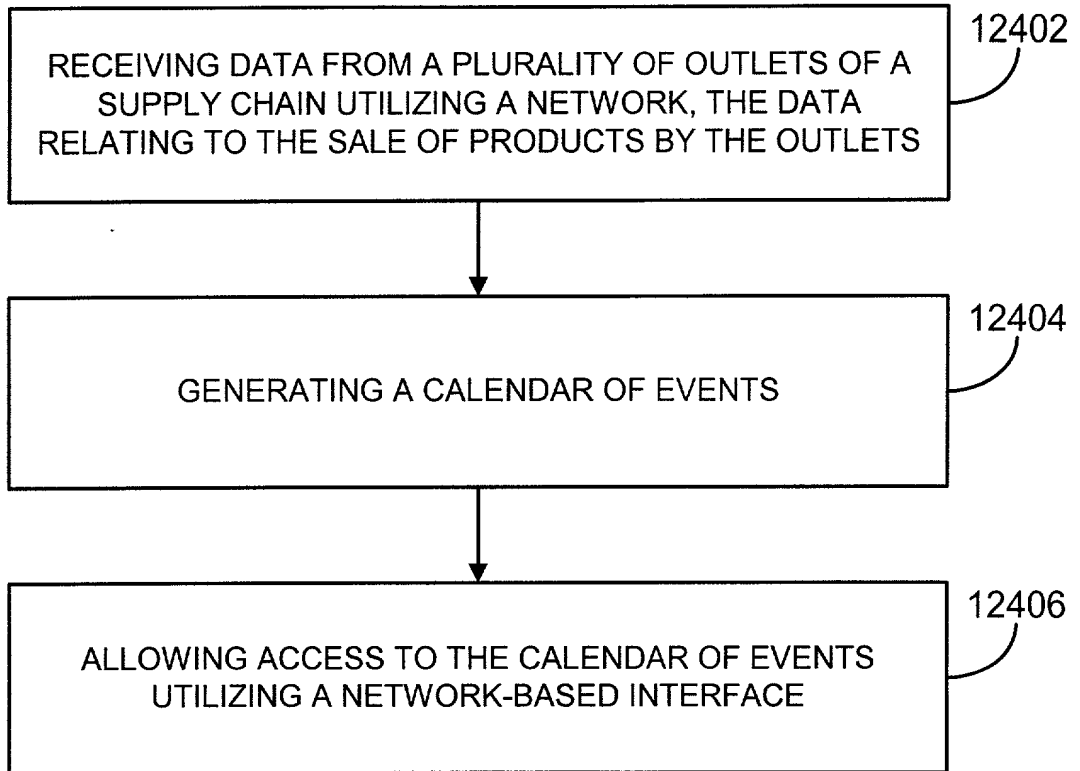 12402
RECEIVING DATA FROM A PLURALITY OF OUTLETS OF A
SUPPLY CHAIN UTILIZING A NETWORK, THE DATA
RELATING TO THE SALE OF PRODUCTS BY THE OUTLETS
12404
GENERATING A CALENDAR OF EVENTS
12406
ALLOWING ACCESS TO THE CALENDAR OF EVENTS
UTILIZING A NETWORK-BASED INTERFACE